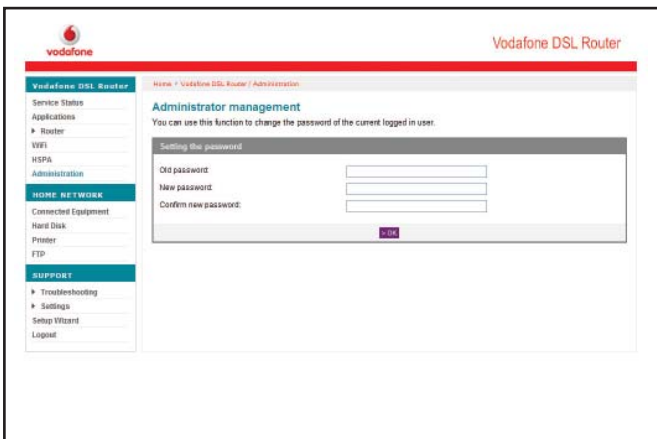 vodafone
Vodafone DSL Router
Vodafone DSL Router
Service Status
Applications
Router
WiFi
HSPA
Administration
HOME NETWORK
Connected Equipment
Hard Disk
Printer
FTP
SUPPORT
Troubleshooting
Settings
Setup Wizard
Logout
Home > Vodafone DSL Router / Administration
Administrator management
You can use this function to change the password of the current logged in user.
Setting the password
Old password:
New password:
Confirm new password:
> OK